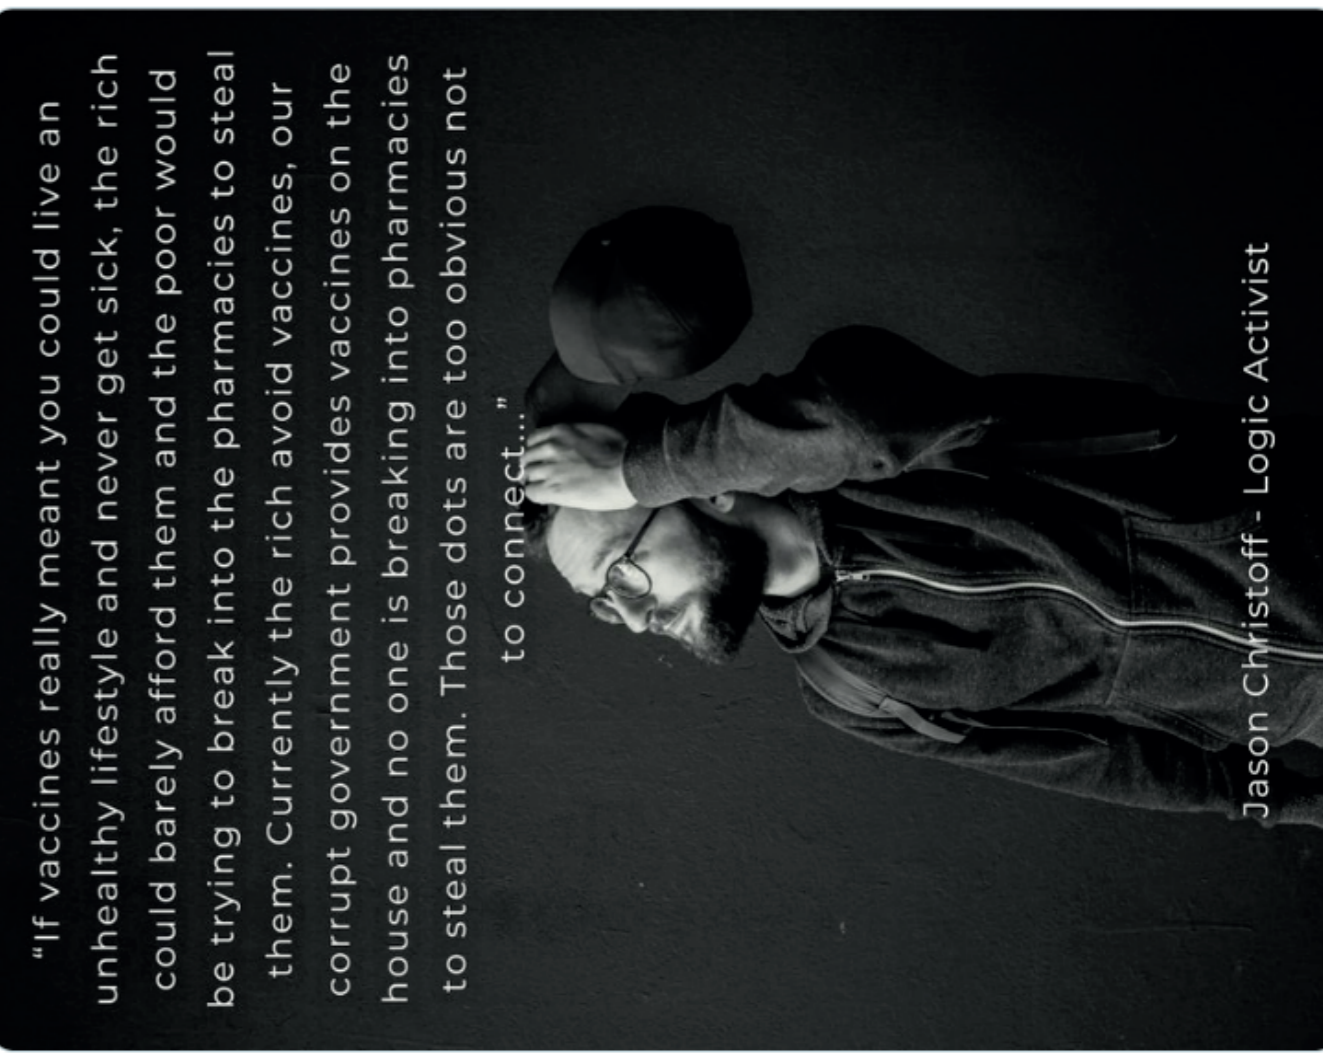 “If vaccines really meant you could live an
unhealthy lifestyle and never get sick, the rich
could barely afford them and the poor would
be trying to break into the pharmacies to steal
them. Currently the rich avoid vaccines, our
corrupt government provides vaccines on the
house and no one is breaking into pharmacies
to steal them. Those dots are too obvious not
to connect...”
Jason Christoff - Logic Activist